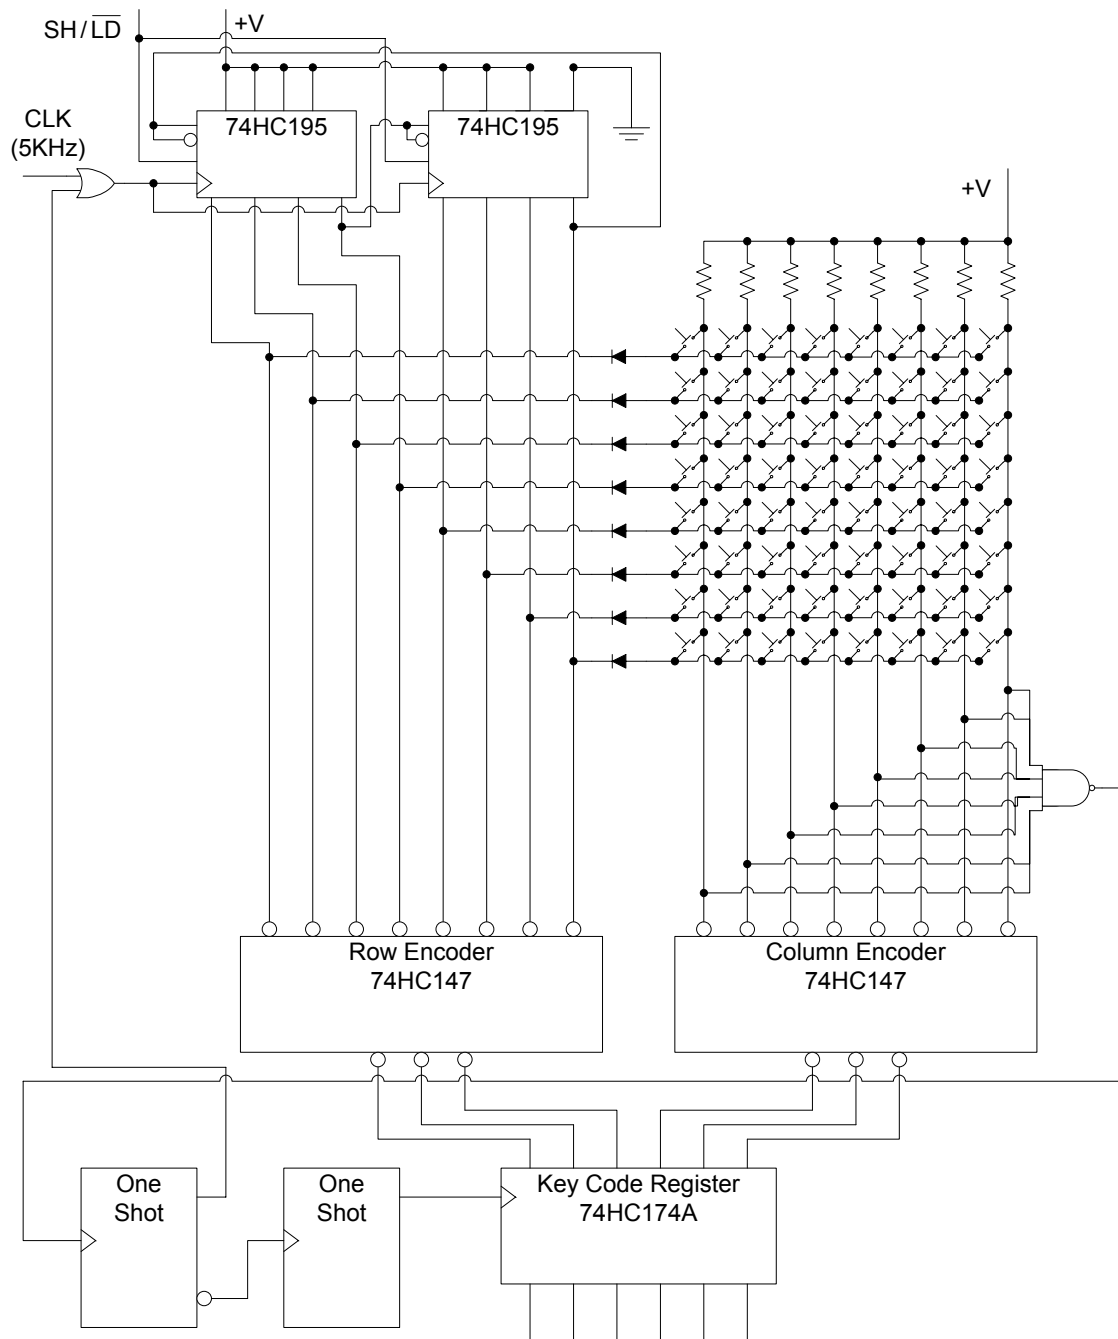 SH/L̅D̅
+V
74HC195
74HC195
CLK
(5KHz)
+V
Row Encoder
74HC147
Column Encoder
74HC147
One
Shot
One
Shot
Key Code Register
74HC174A